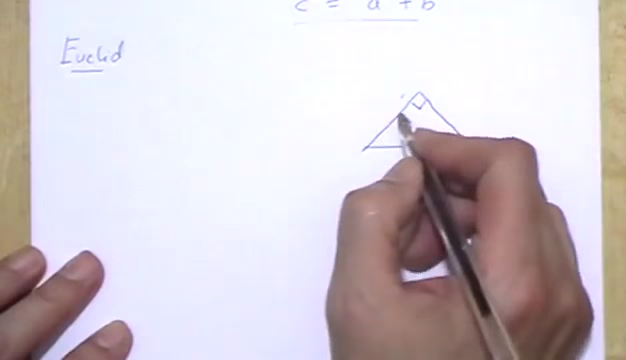 c = a + b
Euclid